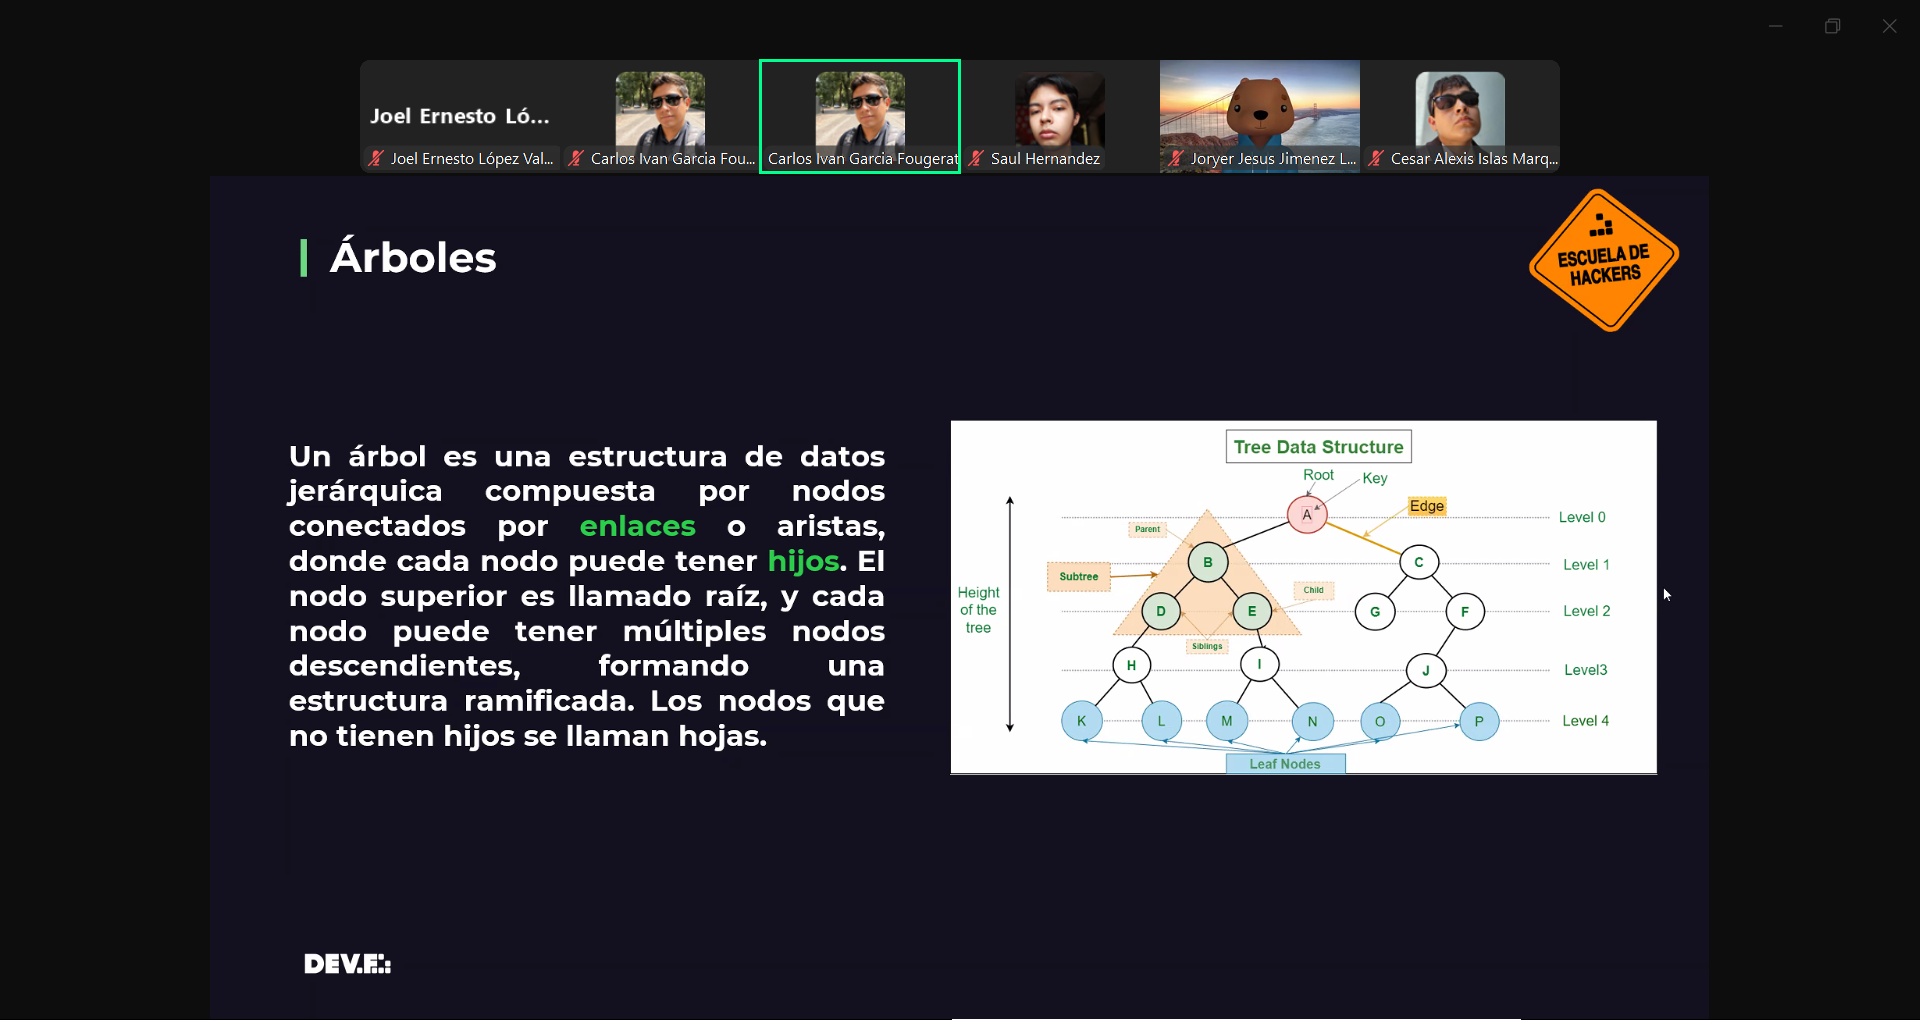 Joel Ernesto Ló...
Joel Ernesto López Val...
Carlos Ivan Garcia Fou...
Carlos Ivan Garcia Fougerat
Saul Hernandez
Joryer Jesus Jimenez L...
Cesar Alexis Islas Marq...
Árboles
ESCUELA DE
HACKERS
Un árbol es una estructura de datos
jerárquica compuesta por nodos
conectados por enlaces o aristas,
donde cada nodo puede tener hijos. El
nodo superior es llamado raíz, y cada
nodo puede tener múltiples nodos
descendientes, formando una
estructura ramificada. Los nodos que
no tienen hijos se llaman hojas.
Tree Data Structure
Root
Key
Edge
A
Level 0
Parent
B
C
Level 1
Subtree
Child
Height
of the
tree
D
E
G
F
Level 2
Siblings
H
I
J
Level3
K
L
M
N
O
P
Level 4
Leaf Nodes
DEV.F.: